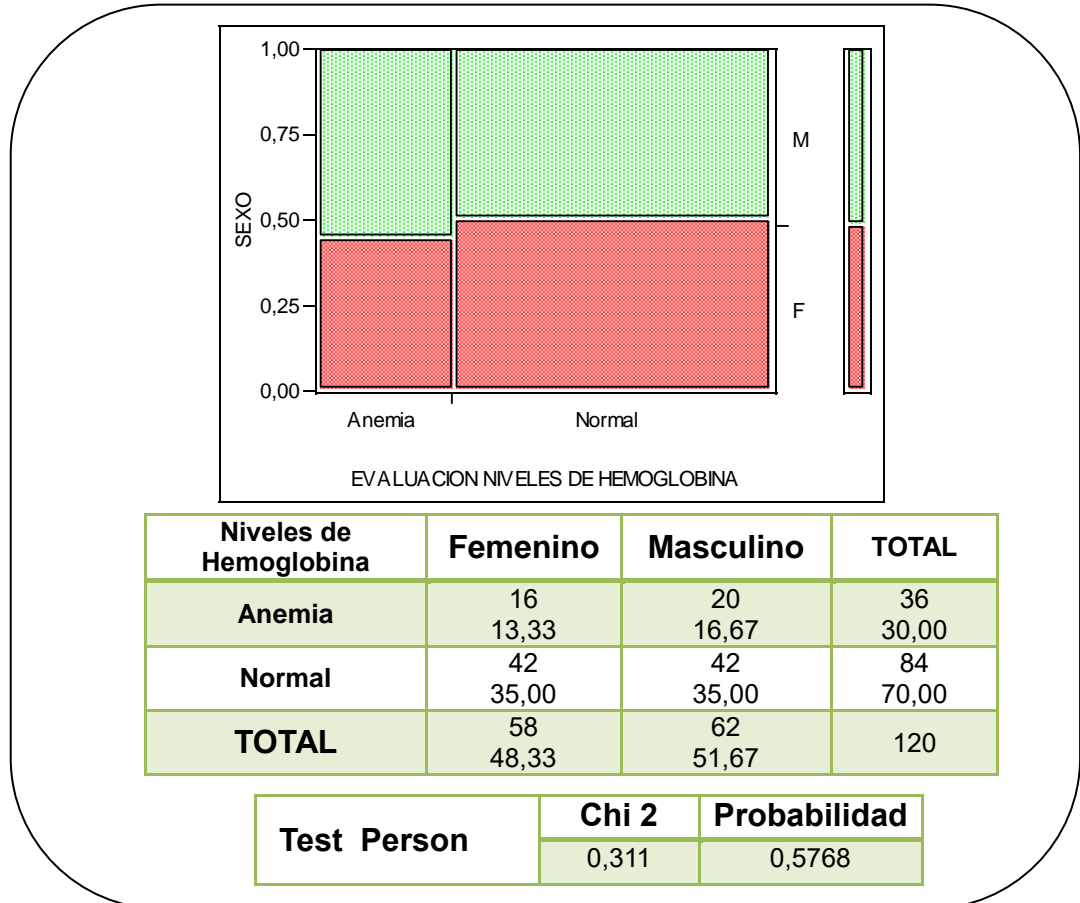 1,00
0,75
0,50
0,25
0,00
SEXO
M
F
Anemia
Normal
EVALUACION NIVELES DE HEMOGLOBINA
Niveles de Hemoglobina Femenino Masculino TOTAL
Anemia 16 20 36
13,33 16,67 30,00
Normal 42 42 84
35,00 35,00 70,00
TOTAL 58 62 120
48,33 51,67
Test Person Chi 2 Probabilidad
0,311 0,5768